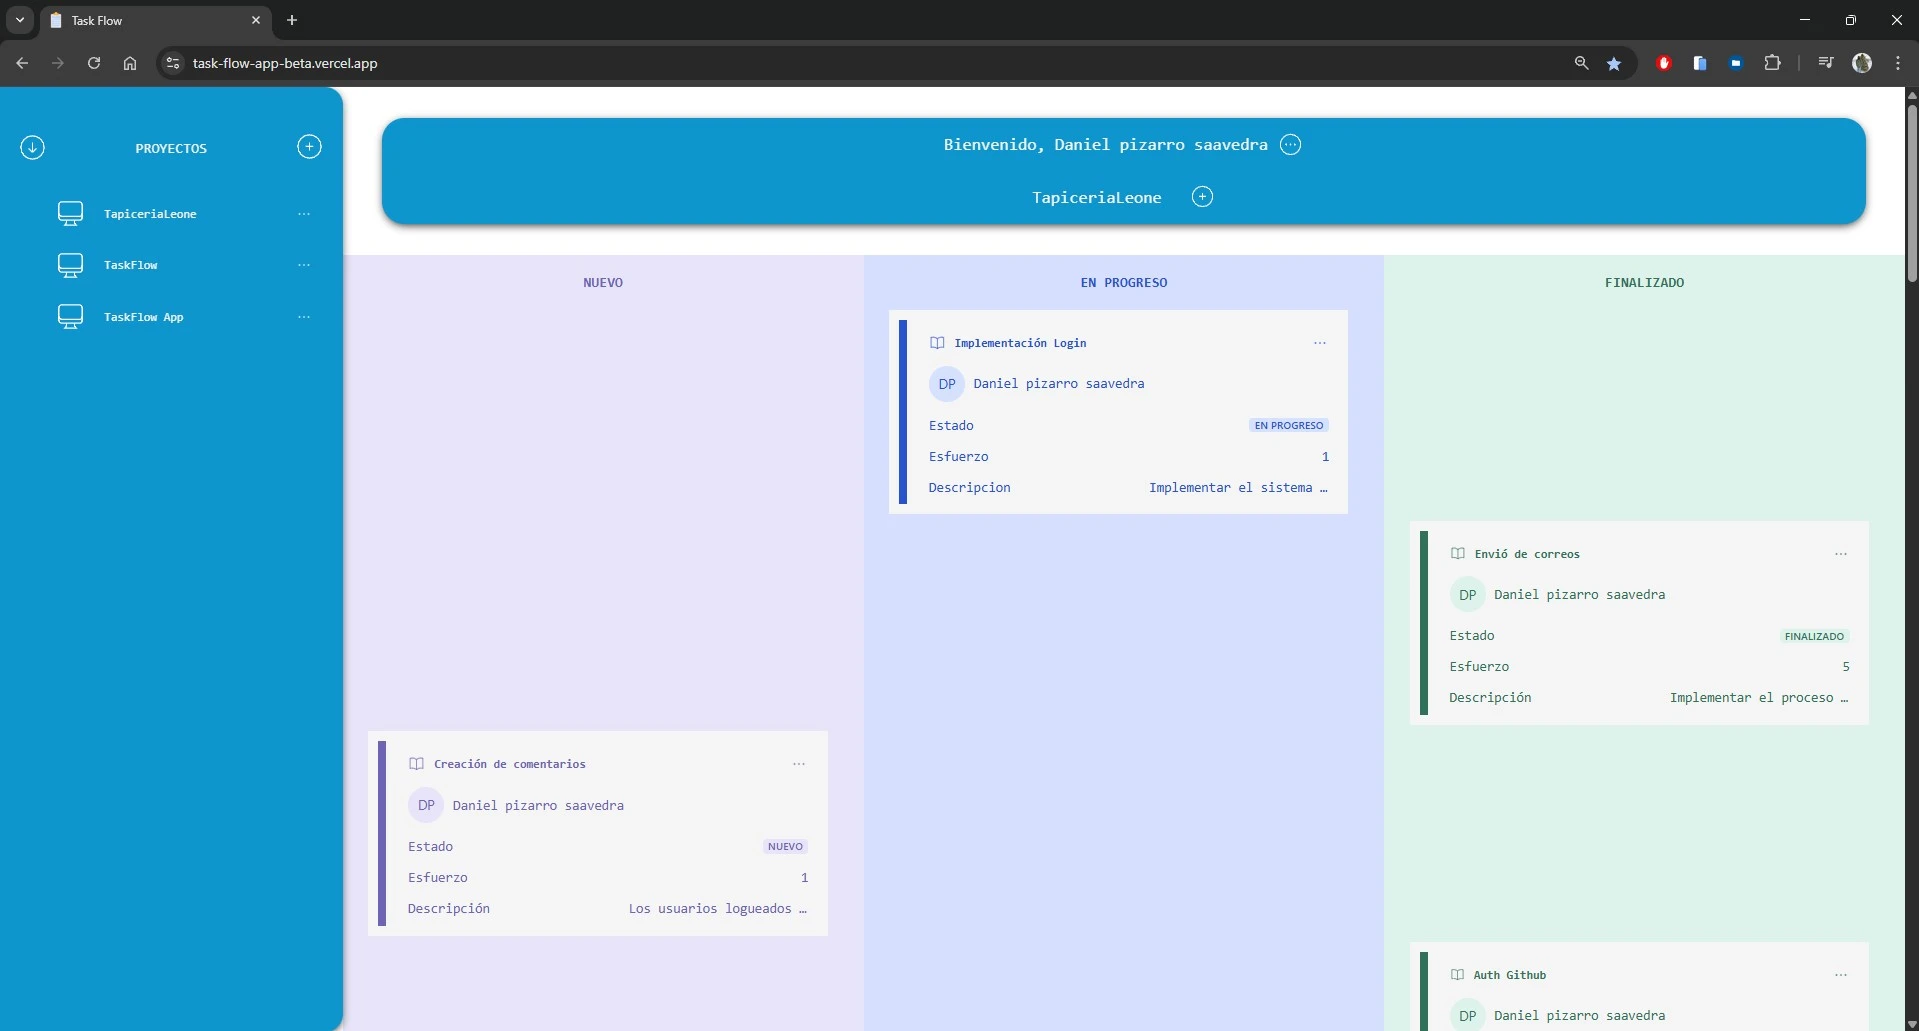 Task Flow
task-flow-app-beta.vercel.app
PROYECTOS
TapiceriaLeone
TaskFlow
TaskFlow App
Bienvenido, Daniel pizarro saavedra
TapiceriaLeone
NUEVO
EN PROGRESO
FINALIZADO
Implementación Login
DP Daniel pizarro saavedra
Estado EN PROGRESO
Esfuerzo 1
Descripcion Implementar el sistema …
Envió de correos
DP Daniel pizarro saavedra
Estado FINALIZADO
Esfuerzo 5
Descripción Implementar el proceso …
Creación de comentarios
DP Daniel pizarro saavedra
Estado NUEVO
Esfuerzo 1
Descripción Los usuarios logueados …
Auth Github
DP Daniel pizarro saavedra